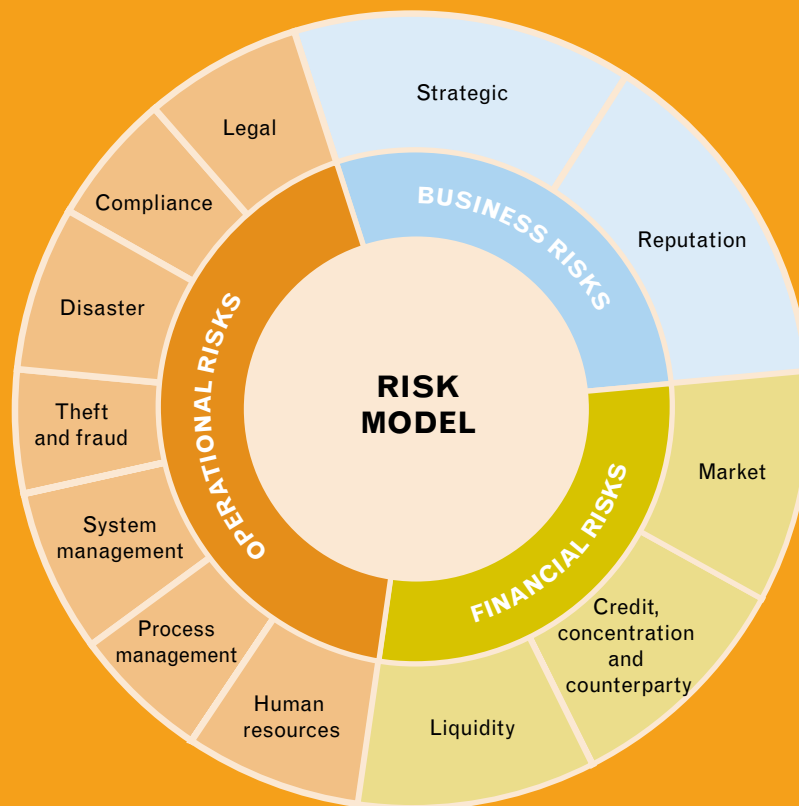 RISK
MODEL
BUSINESS RISKS
Strategic
Reputation
FINANCIAL RISKS
Market
Credit,
concentration
and
counterparty
Liquidity
OPERATIONAL RISKS
Human
resources
Process
management
System
management
Theft
and fraud
Disaster
Compliance
Legal